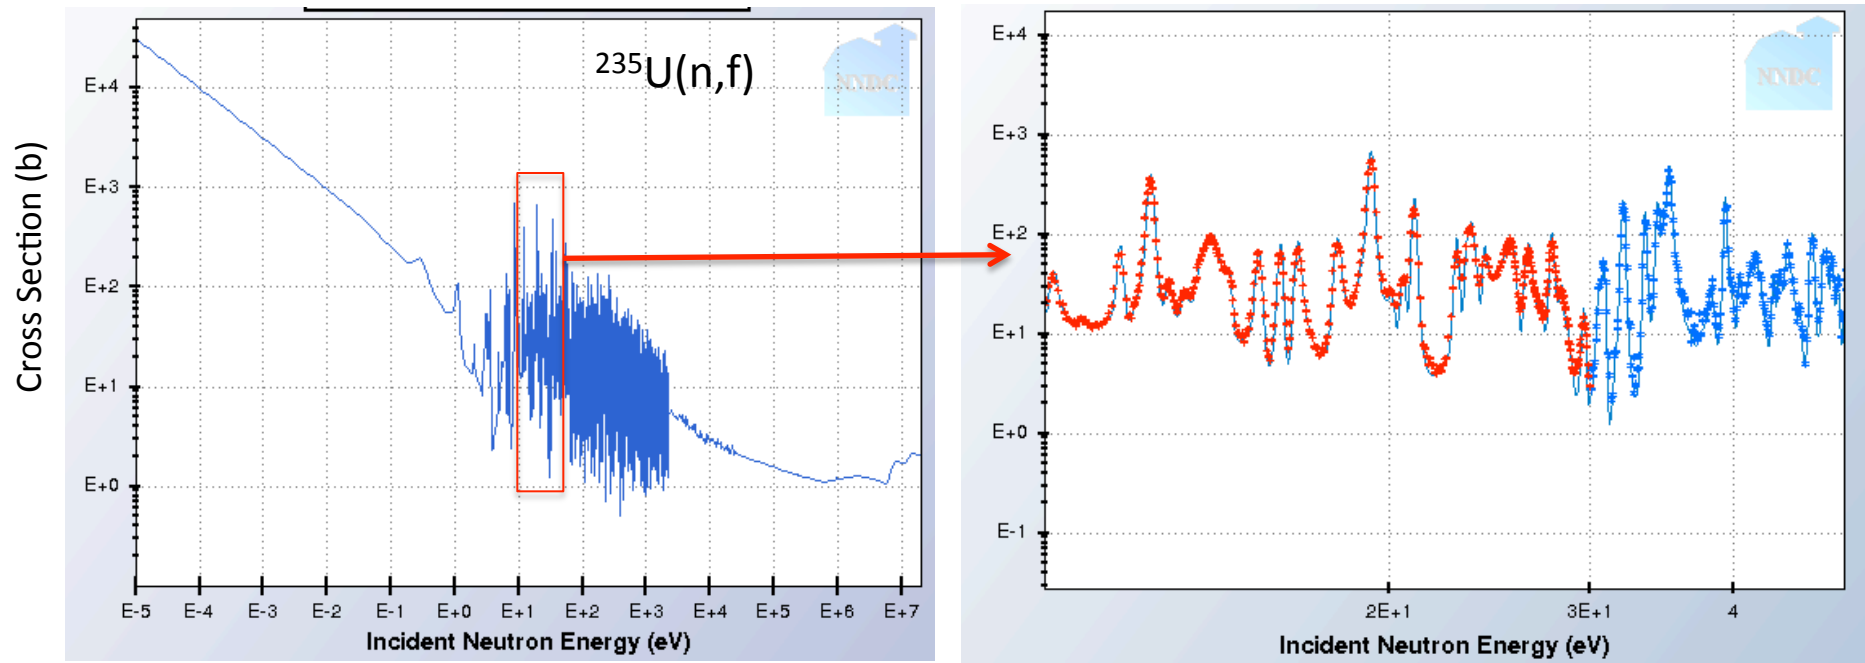 ²³⁵U(n,f)
NNDC
Cross Section (b)
E+4
E+3
E+2
E+1
E+0
E-5 E-4 E-3 E-2 E-1 E+0 E+1 E+2 E+3 E+4 E+5 E+6 E+7
Incident Neutron Energy (eV)
NNDC
E+4
E+3
E+2
E+1
E+0
E-1
2E+1 3E+1 4
Incident Neutron Energy (eV)